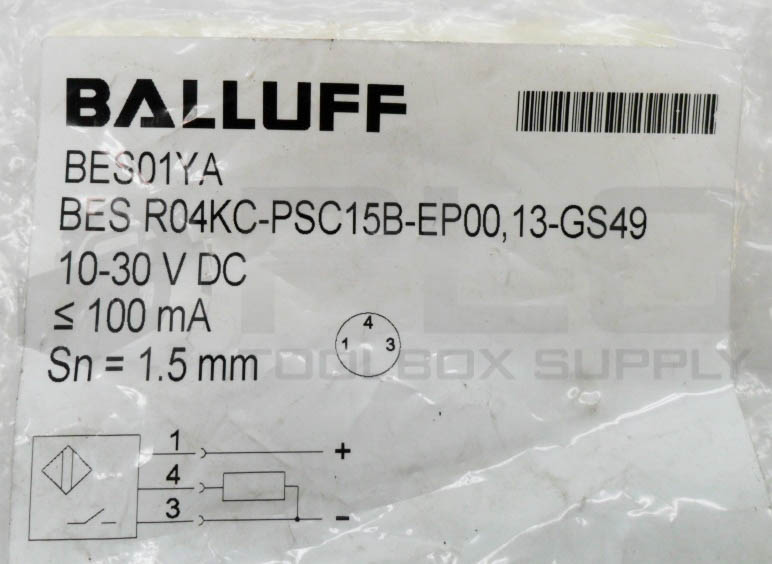 BALLUFF
BES01YA
BES R04KC-PSC15B-EP00,13-GS49
10-30 V DC
≤ 100 mA
Sn = 1.5 mm
4
1 3
PLC
TOOLBOX SUPPLY
1 +
4
3 -